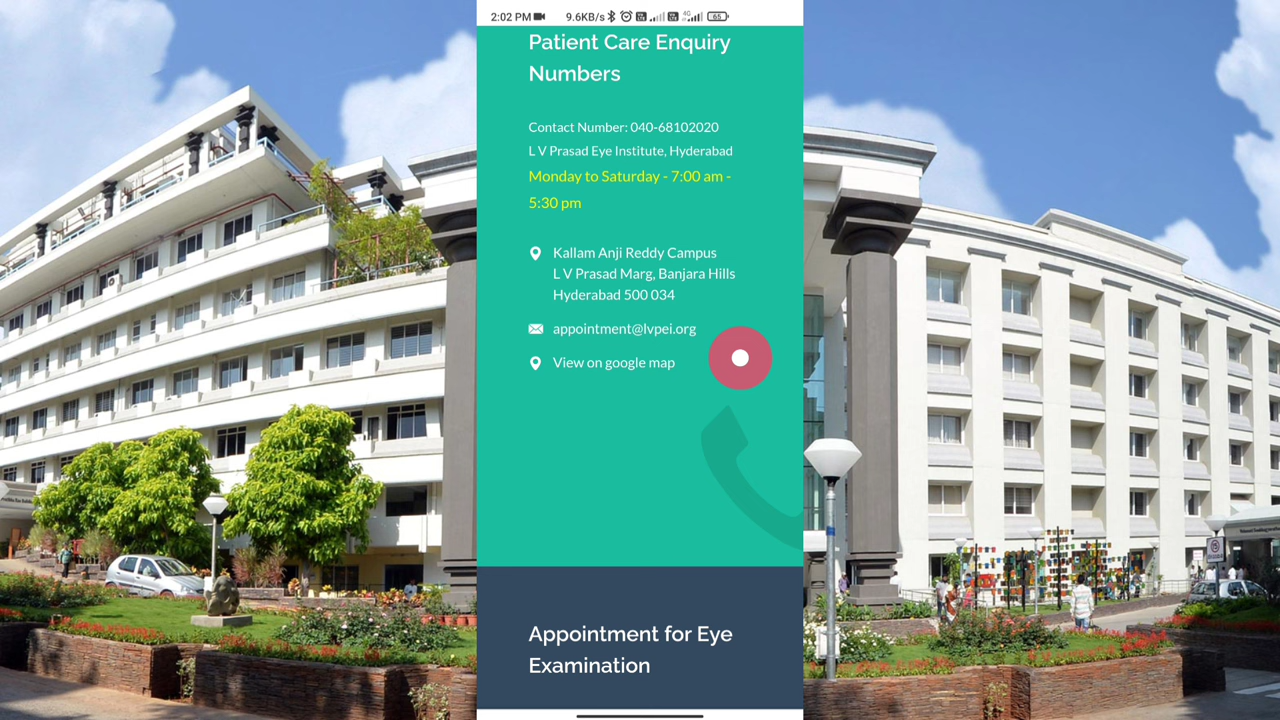 2:02 PM
9.6KB/s
4G
65
Patient Care Enquiry
Numbers
Contact Number: 040-68102020
L V Prasad Eye Institute, Hyderabad
Monday to Saturday - 7:00 am -
5:30 pm
Kallam Anji Reddy Campus
L V Prasad Marg, Banjara Hills
Hyderabad 500 034
appointment@lvpei.org
View on google map
Appointment for Eye
Examination